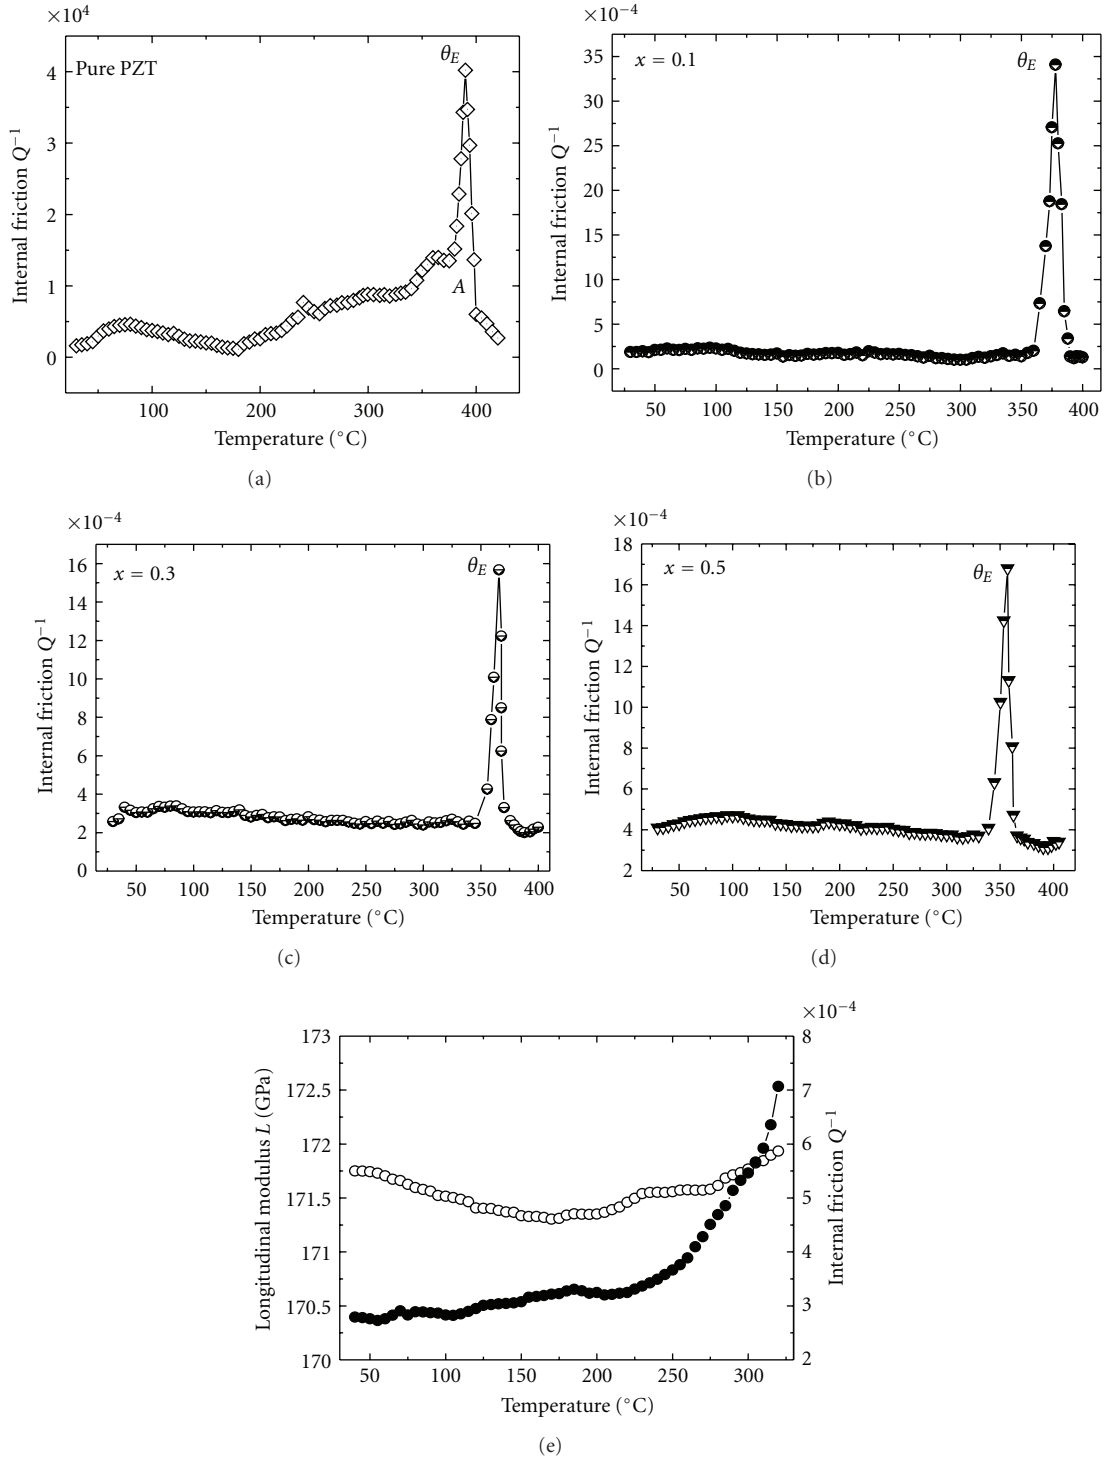 ×10⁴
Pure PZT
θ_E
A
4
3
2
1
0
Internal friction Q⁻¹
100 200 300 400
Temperature (°C)
(a)
×10⁻⁴
x = 0.1
θ_E
35
30
25
20
15
10
5
0
Internal friction Q⁻¹
50 100 150 200 250 300 350 400
Temperature (°C)
(b)
×10⁻⁴
x = 0.3
θ_E
16
14
12
10
8
6
4
2
0
Internal friction Q⁻¹
50 100 150 200 250 300 350 400
Temperature (°C)
(c)
×10⁻⁴
x = 0.5
θ_E
18
16
14
12
10
8
6
4
2
Internal friction Q⁻¹
50 100 150 200 250 300 350 400
Temperature (°C)
(d)
×10⁻⁴
173
172.5
172
171.5
171
170.5
170
Longitudinal modulus L (GPa)
8
7
6
5
4
3
2
Internal friction Q⁻¹
50 100 150 200 250 300
Temperature (°C)
(e)